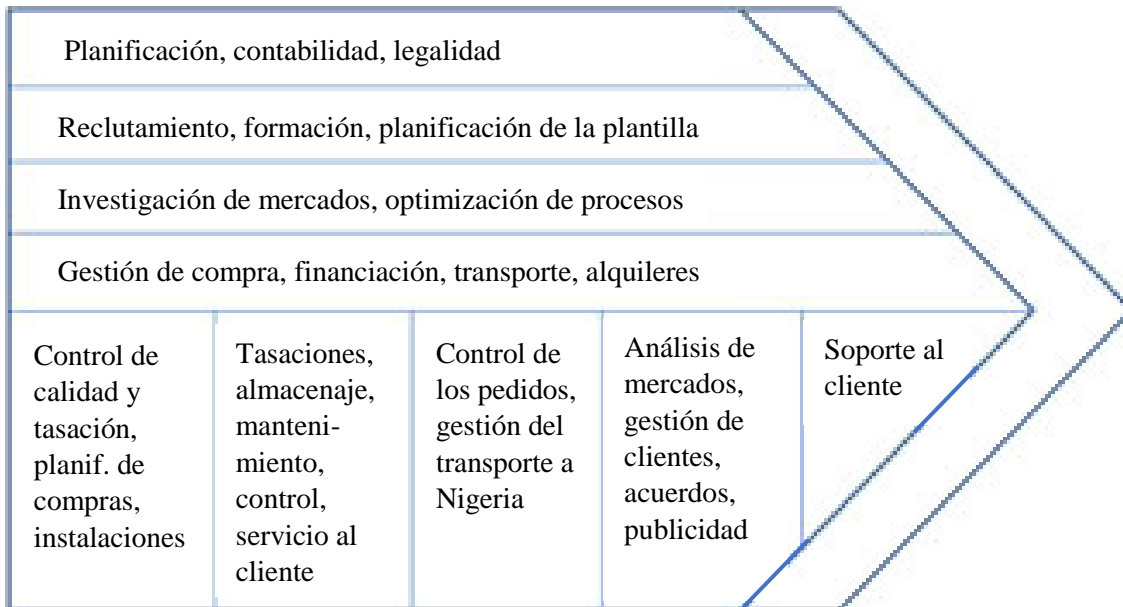 Planificación, contabilidad, legalidad
Reclutamiento, formación, planificación de la plantilla
Investigación de mercados, optimización de procesos
Gestión de compra, financiación, transporte, alquileres
Control de
calidad y
tasación,
planif. de
compras,
instalaciones
Tasaciones,
almacenaje,
manteni-
miento,
control,
servicio al
cliente
Control de
los pedidos,
gestión del
transporte a
Nigeria
Análisis de
mercados,
gestión de
clientes,
acuerdos,
publicidad
Soporte al
cliente